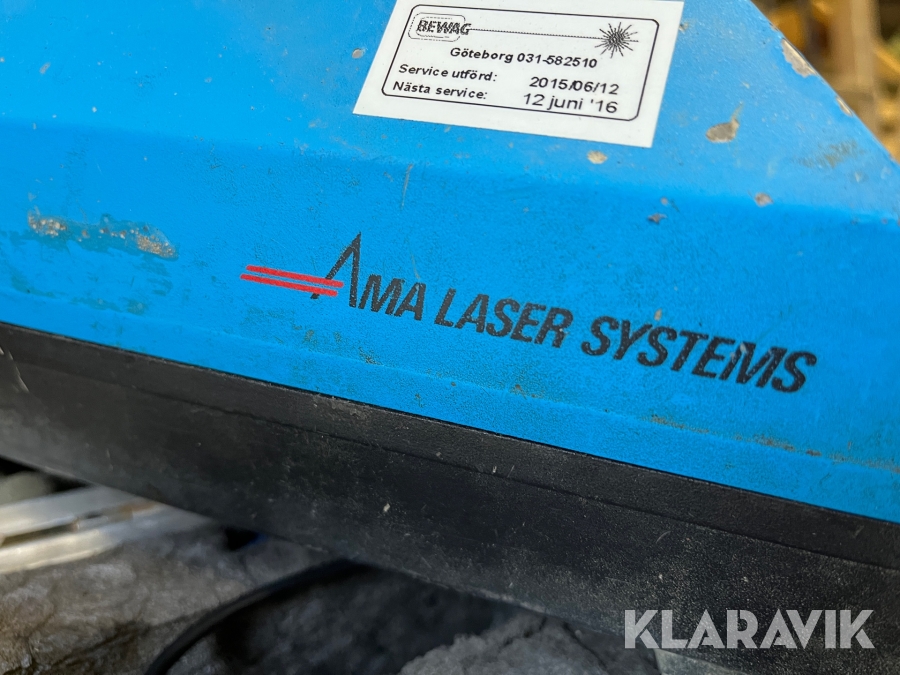 BEWAG
Göteborg 031-582510
Service utförd: 2015/06/12
Nästa service: 12 juni '16
AMA LASER SYSTEMS
KLARAVIK